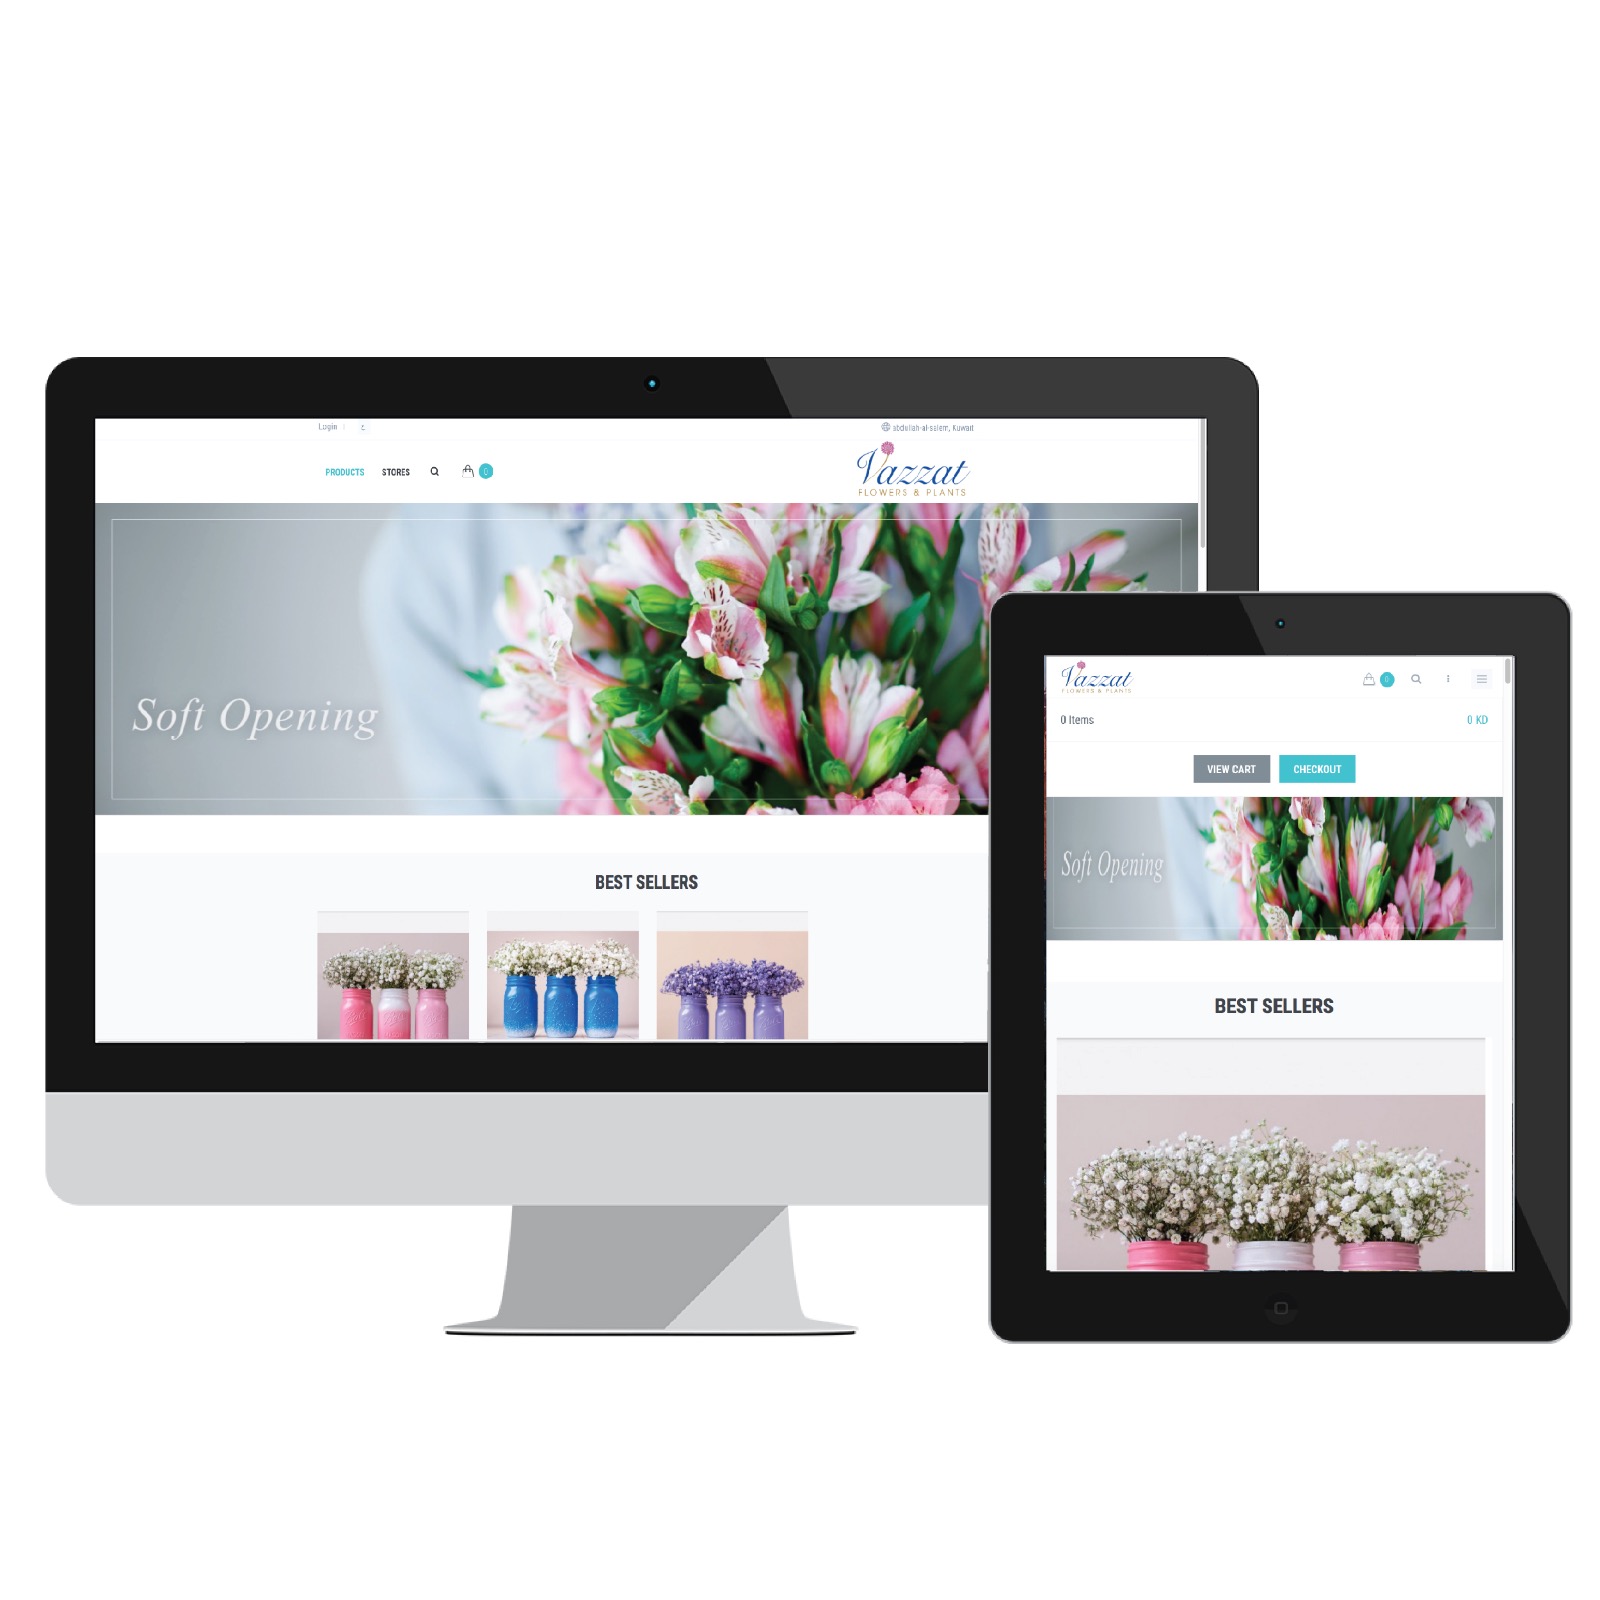 Login
ع
abdullah-al-salem, Kuwait
PRODUCTS
STORES
0
Vazzat
FLOWERS & PLANTS
Soft Opening
BEST SELLERS
Vazzat
FLOWERS & PLANTS
0
0 Items
0 KD
VIEW CART
CHECKOUT
Soft Opening
BEST SELLERS